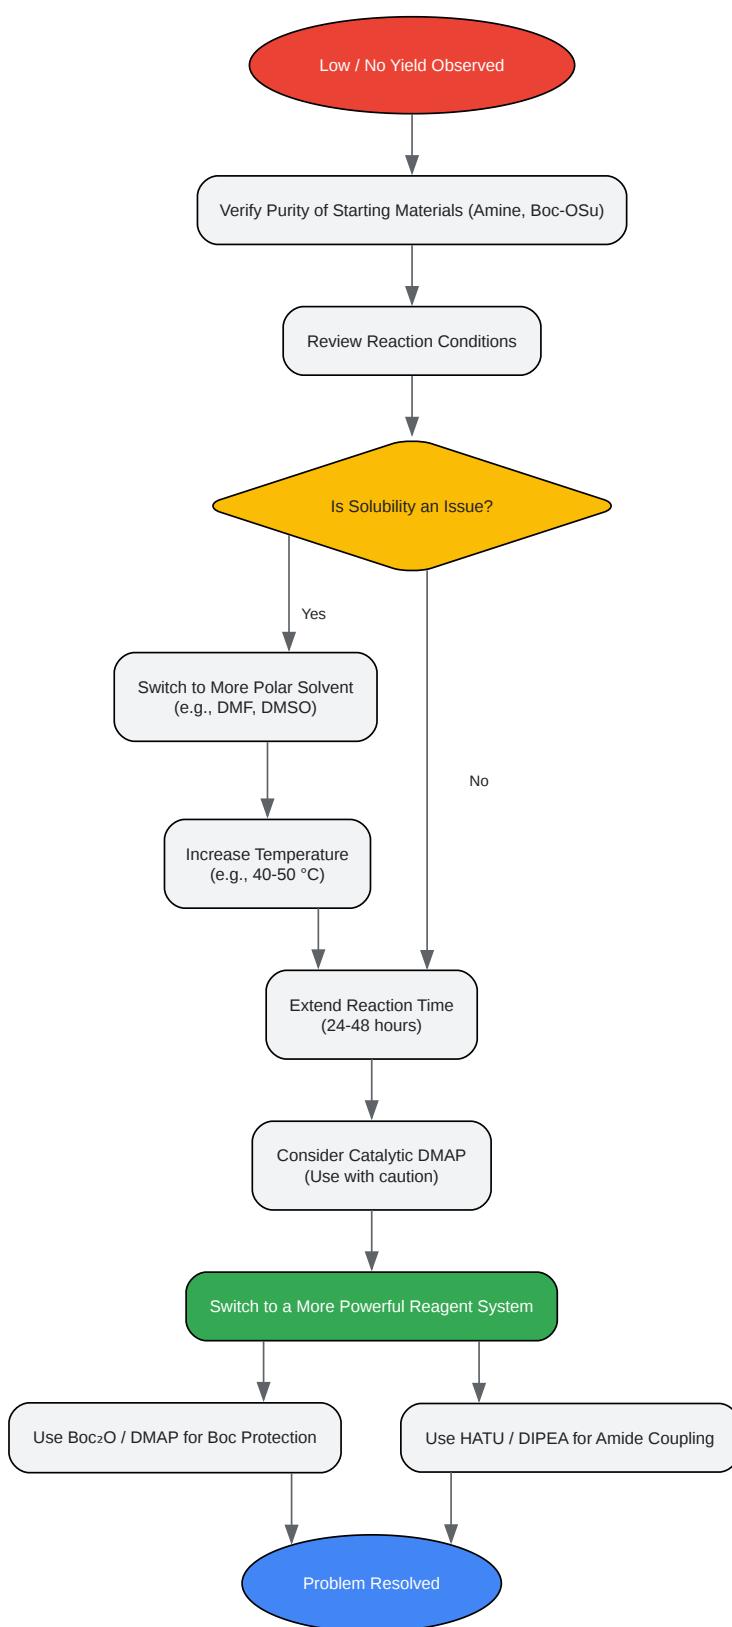 Low / No Yield Observed
Verify Purity of Starting Materials (Amine, Boc-OSu)
Review Reaction Conditions
Is Solubility an Issue?
Yes
Switch to More Polar Solvent
(e.g., DMF, DMSO)
No
Increase Temperature
(e.g., 40-50 °C)
Extend Reaction Time
(24-48 hours)
Consider Catalytic DMAP
(Use with caution)
Switch to a More Powerful Reagent System
Use Boc₂O / DMAP for Boc Protection
Use HATU / DIPEA for Amide Coupling
Problem Resolved